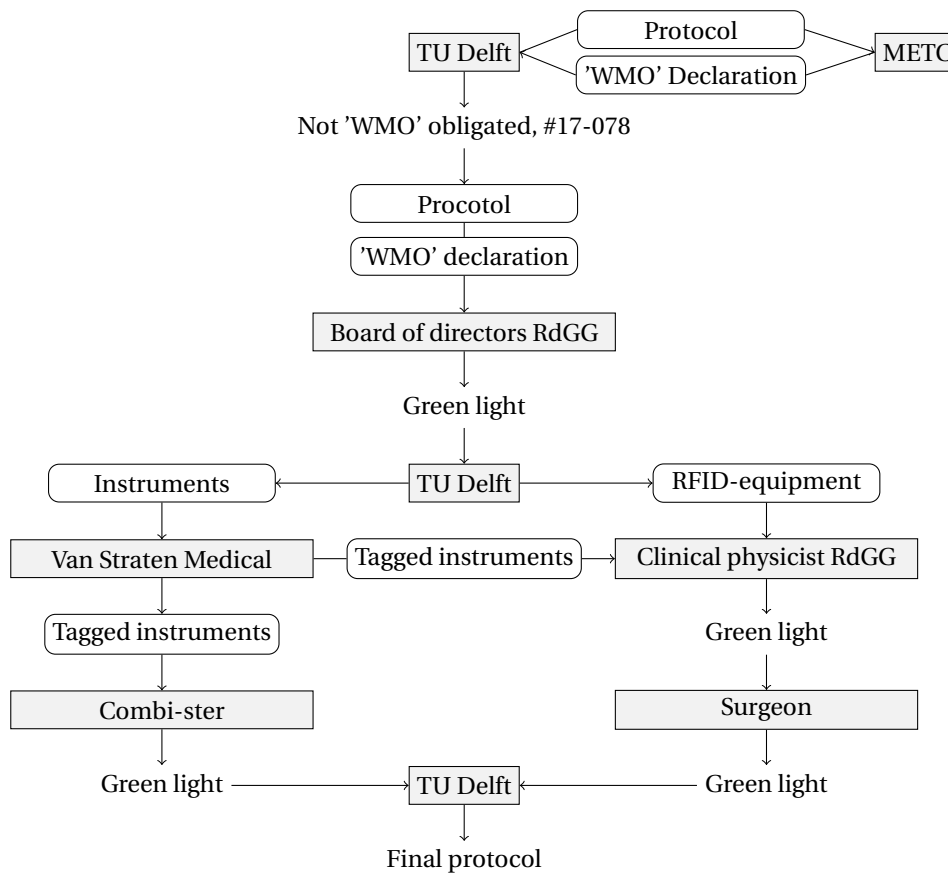 Protocol
TU Delft
METC
'WMO' Declaration
Not 'WMO' obligated, #17-078
Procotol
'WMO' declaration
Board of directors RdGG
Green light
Instruments
TU Delft
RFID-equipment
Van Straten Medical
Tagged instruments
Clinical physicist RdGG
Tagged instruments
Green light
Combi-ster
Surgeon
Green light
TU Delft
Green light
Final protocol